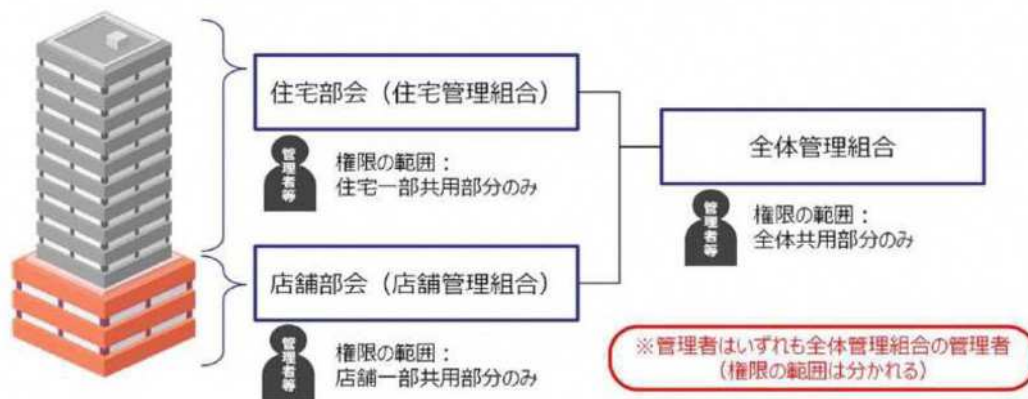 住宅部会（住宅管理組合）
管理者等
権限の範囲：
住宅一部共用部分のみ
店舗部会（店舗管理組合）
管理者等
権限の範囲：
店舗一部共用部分のみ
全体管理組合
管理者等
権限の範囲：
全体共用部分のみ
※管理者はいずれも全体管理組合の管理者
（権限の範囲は分かれる）